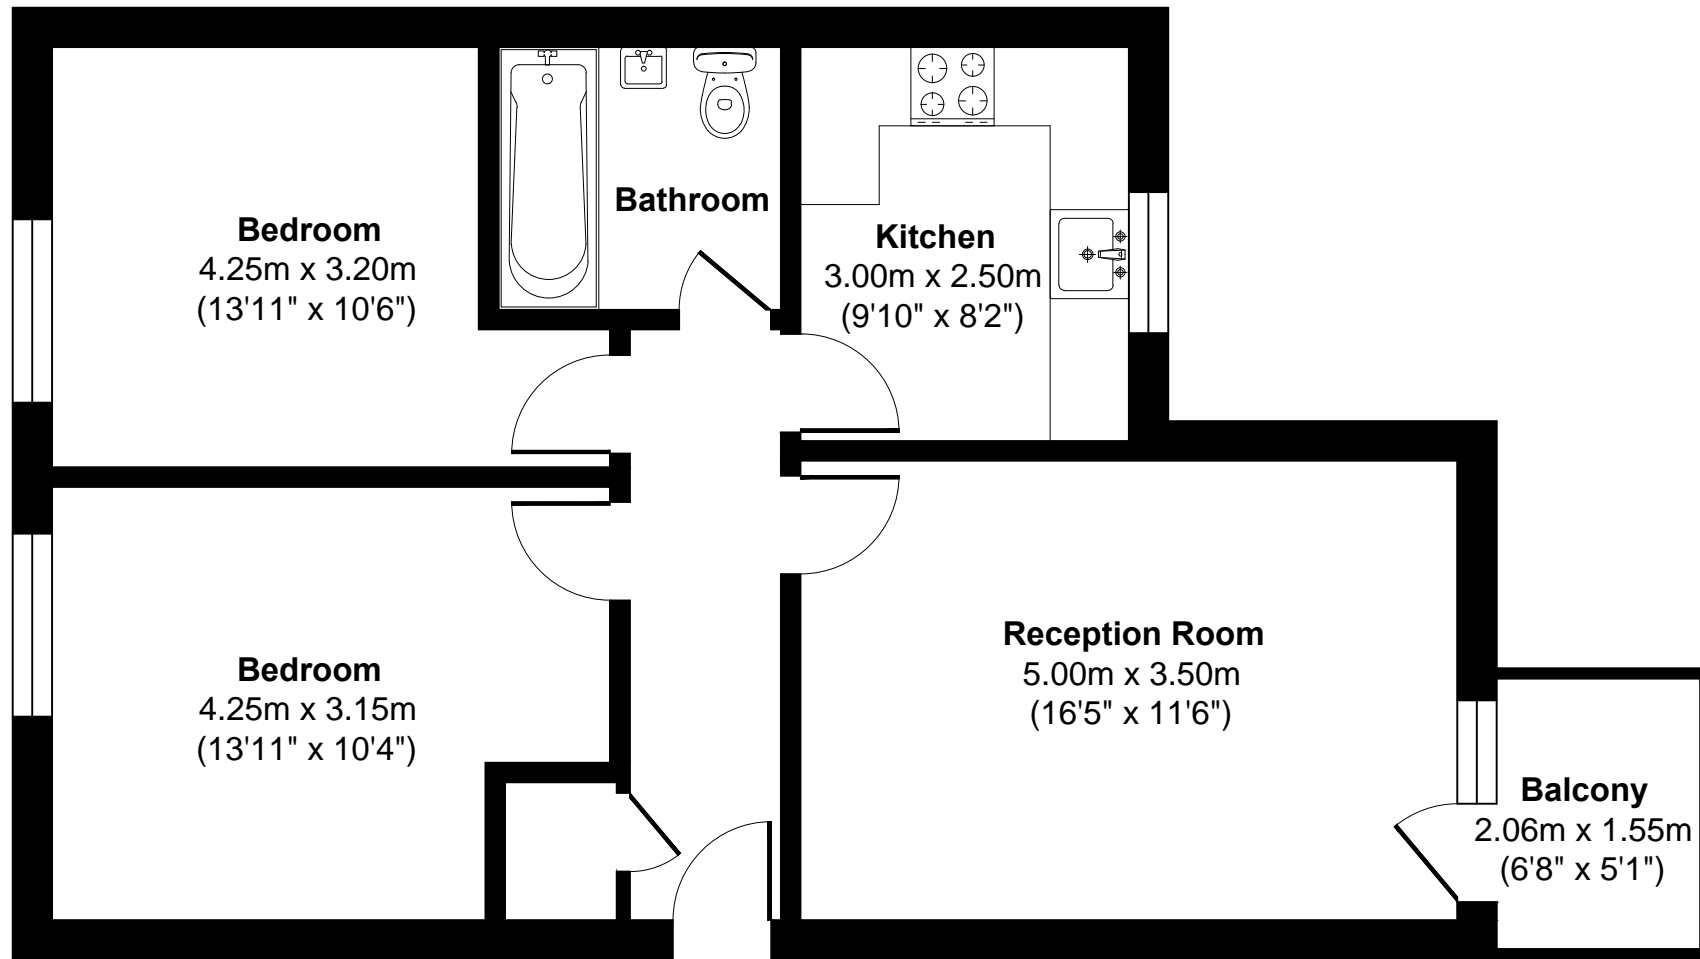 Bathroom
Bedroom
4.25m x 3.20m
(13'11" x 10'6")
Kitchen
3.00m x 2.50m
(9'10" x 8'2")
Bedroom
4.25m x 3.15m
(13'11" x 10'4")
Reception Room
5.00m x 3.50m
(16'5" x 11'6")
Balcony
2.06m x 1.55m
(6'8" x 5'1")